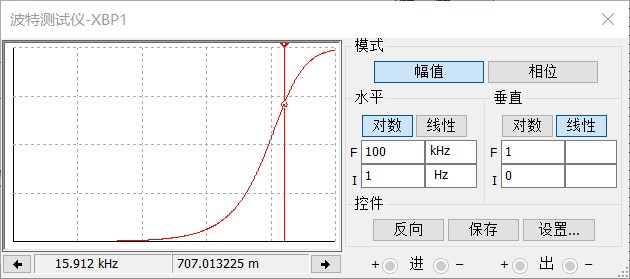 波特测试仪-XBP1
模式
幅值 相位
水平 垂直
对数 线性 对数 线性
F 100 kHz F 1
I 1 Hz I 0
控件
反向 保存 设置...
15.912 kHz 707.013225 m + 进 − + 出 −